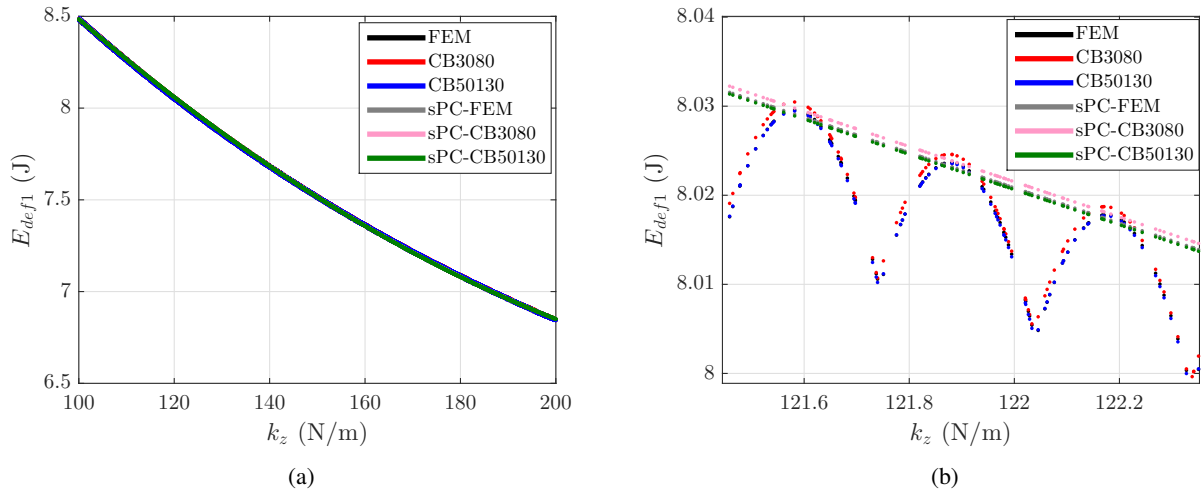 8.5
8
7.5
7
6.5
100
120
140
160
180
200
E_{def1} (J)
k_z (N/m)
FEM
CB3080
CB50130
sPC-FEM
sPC-CB3080
sPC-CB50130
(a)
8.04
8.03
8.02
8.01
8
121.6
121.8
122
122.2
E_{def1} (J)
k_z (N/m)
FEM
CB3080
CB50130
sPC-FEM
sPC-CB3080
sPC-CB50130
(b)